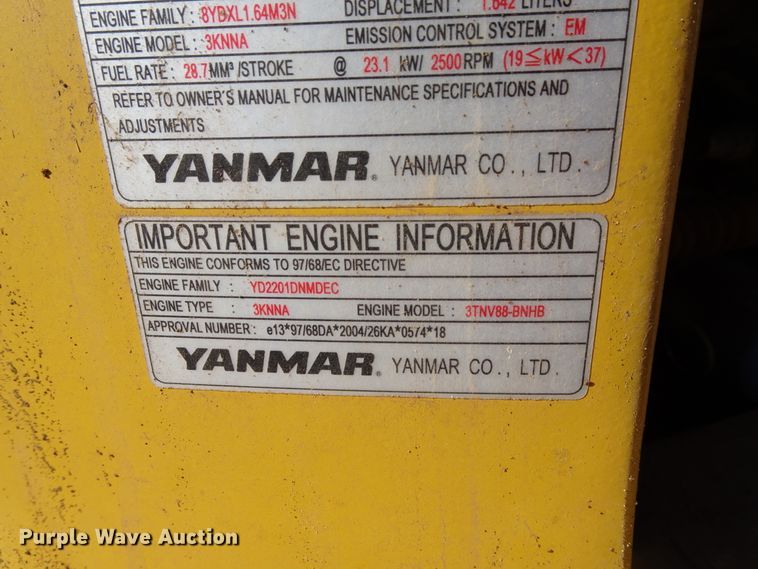 ENGINE FAMILY: 8YDXL1.64M3N DISPLACEMENT: 1.642 LITERS
ENGINE MODEL: 3KNNA EMISSION CONTROL SYSTEM: EM
FUEL RATE: 28.7MM³/STROKE @ 23.1 kW/ 2500RPM (19≦kW<37)
REFER TO OWNER'S MANUAL FOR MAINTENANCE SPECIFICATIONS AND
ADJUSTMENTS
YANMAR® YANMAR CO., LTD.
IMPORTANT ENGINE INFORMATION
THIS ENGINE CONFORMS TO 97/68/EC DIRECTIVE
ENGINE FAMILY: YD2201DNMDEC
ENGINE TYPE : 3KNNA ENGINE MODEL: 3TNV88-BNHB
APPROVAL NUMBER: e13*97/68DA*2004/26KA*0574*18
YANMAR® YANMAR CO., LTD.
Purple Wave Auction